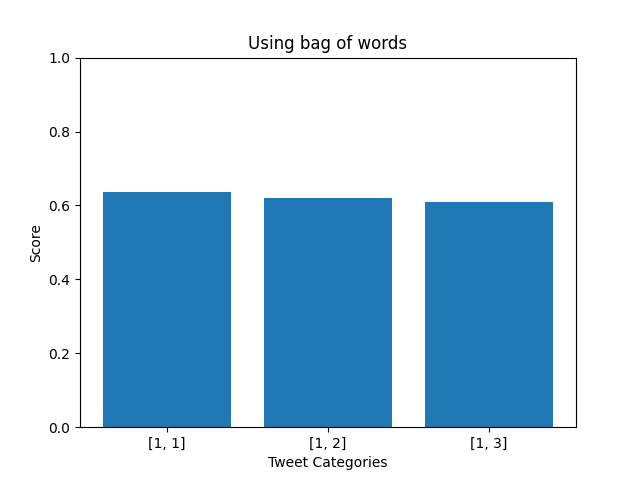 Using bag of words
1.0
0.8
0.6
0.4
0.2
0.0
Score
[1, 1] [1, 2] [1, 3]
Tweet Categories